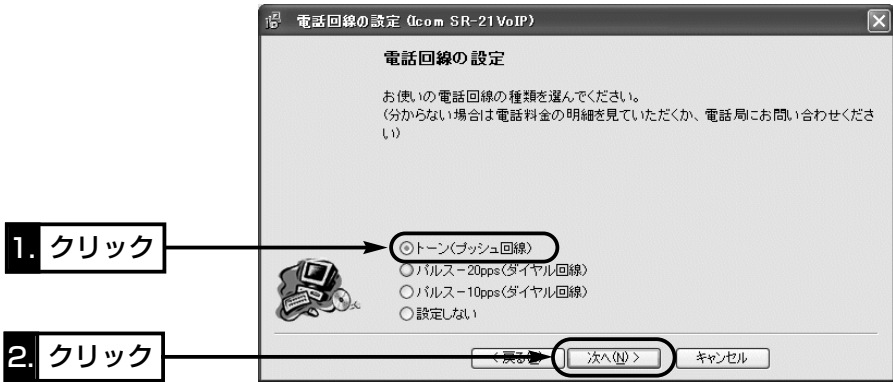 電話回線の設定 (Icom SR-21VoIP)
電話回線の設定
お使いの電話回線の種類を選んでください。
(分からない場合は電話料金の明細を見ていただくか、電話局にお問い合わせくださ
い)
1. クリック
トーン(プッシュ回線)
パルス－20pps(ダイヤル回線)
パルス－10pps(ダイヤル回線)
設定しない
2. クリック
< 戻る(B)
次へ(N) >
キャンセル